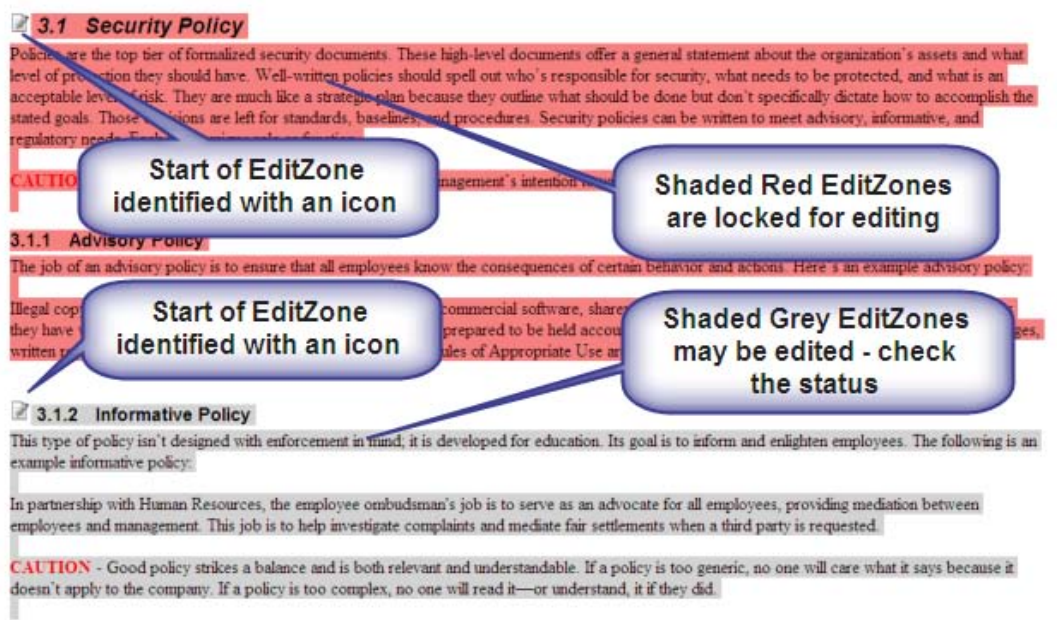 3.1 Security Policy
Policies are the top tier of formalized security documents. These high-level documents offer a general statement about the organization's assets and what
level of protection they should have. Well-written policies should spell out who's responsible for security, what needs to be protected, and what is an
acceptable level of risk. They are much like a strategic plan because they outline what should be done but don't specifically dictate how to accomplish the
stated goals. Those decisions are left for standards, baselines, and procedures. Security policies can be written to meet advisory, informative, and
regulatory needs.
Start of EditZone
identified with an icon
Shaded Red EditZones
are locked for editing
CAUTIO
nagement's intention
3.1.1 Advisory Policy
The job of an advisory policy is to ensure that all employees know the consequences of certain behavior and actions. Here's an example advisory policy:
Illegal cop commercial software, share
they have prepared to be held accou ges,
written ules of Appropriate Use a
Start of EditZone
identified with an icon
Shaded Grey EditZones
may be edited - check
the status
3.1.2 Informative Policy
This type of policy isn't designed with enforcement in mind; it is developed for education. Its goal is to inform and enlighten employees. The following is an
example informative policy:
In partnership with Human Resources, the employee ombudsman's job is to serve as an advocate for all employees, providing mediation between
employees and management. This job is to help investigate complaints and mediate fair settlements when a third party is requested.
CAUTION - Good policy strikes a balance and is both relevant and understandable. If a policy is too generic, no one will care what it says because it
doesn't apply to the company. If a policy is too complex, no one will read it—or understand, it if they did.